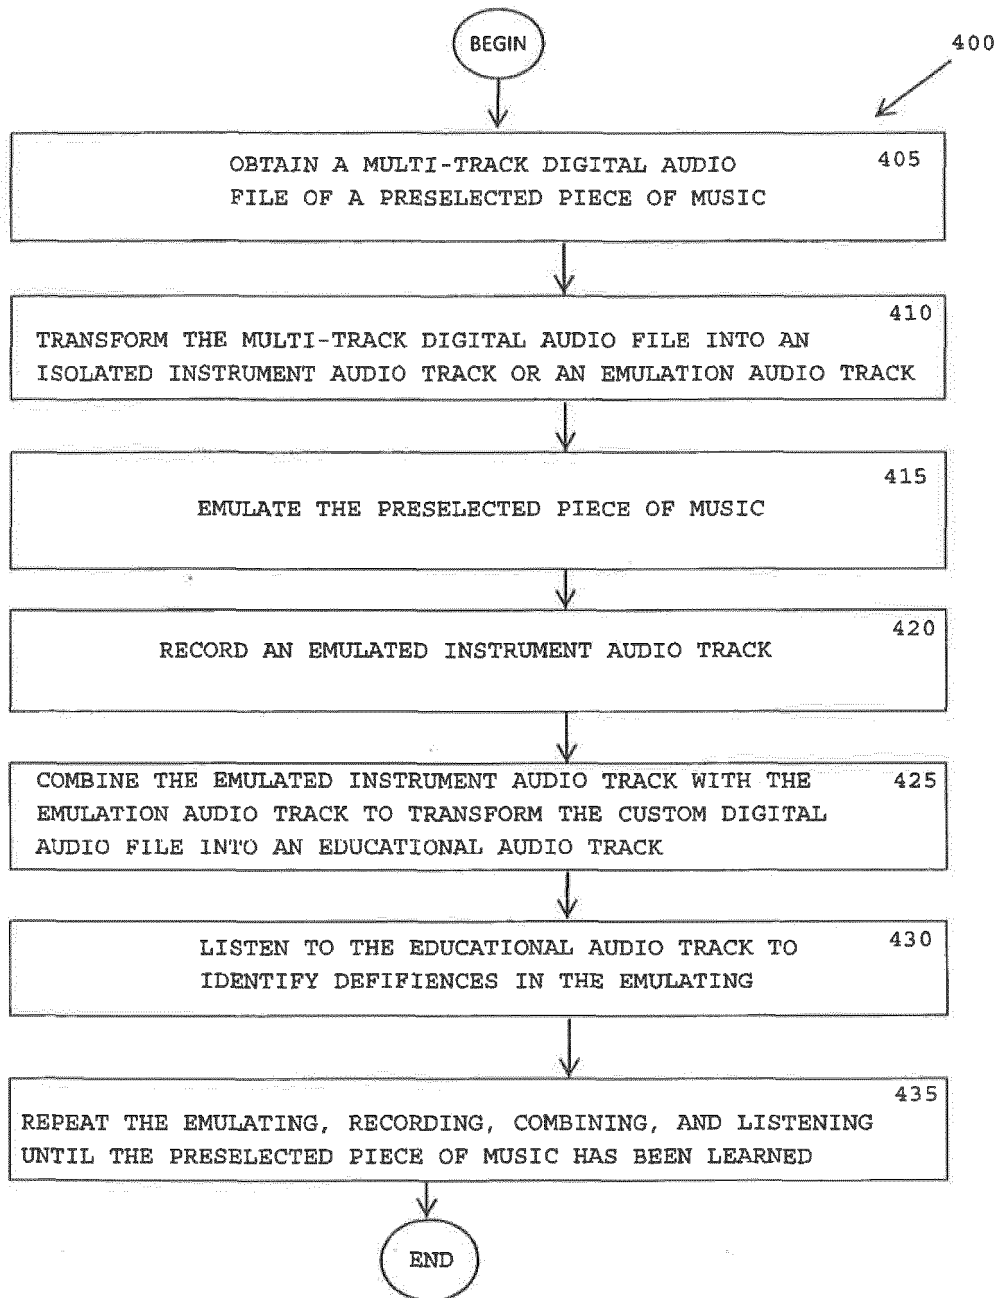 BEGIN
400
405
OBTAIN A MULTI-TRACK DIGITAL AUDIO
FILE OF A PRESELECTED PIECE OF MUSIC
410
TRANSFORM THE MULTI-TRACK DIGITAL AUDIO FILE INTO AN
ISOLATED INSTRUMENT AUDIO TRACK OR AN EMULATION AUDIO TRACK
415
EMULATE THE PRESELECTED PIECE OF MUSIC
420
RECORD AN EMULATED INSTRUMENT AUDIO TRACK
COMBINE THE EMULATED INSTRUMENT AUDIO TRACK WITH THE 425
EMULATION AUDIO TRACK TO TRANSFORM THE CUSTOM DIGITAL
AUDIO FILE INTO AN EDUCATIONAL AUDIO TRACK
LISTEN TO THE EDUCATIONAL AUDIO TRACK TO 430
IDENTIFY DEFIFIENCES IN THE EMULATING
435
REPEAT THE EMULATING, RECORDING, COMBINING, AND LISTENING
UNTIL THE PRESELECTED PIECE OF MUSIC HAS BEEN LEARNED
END